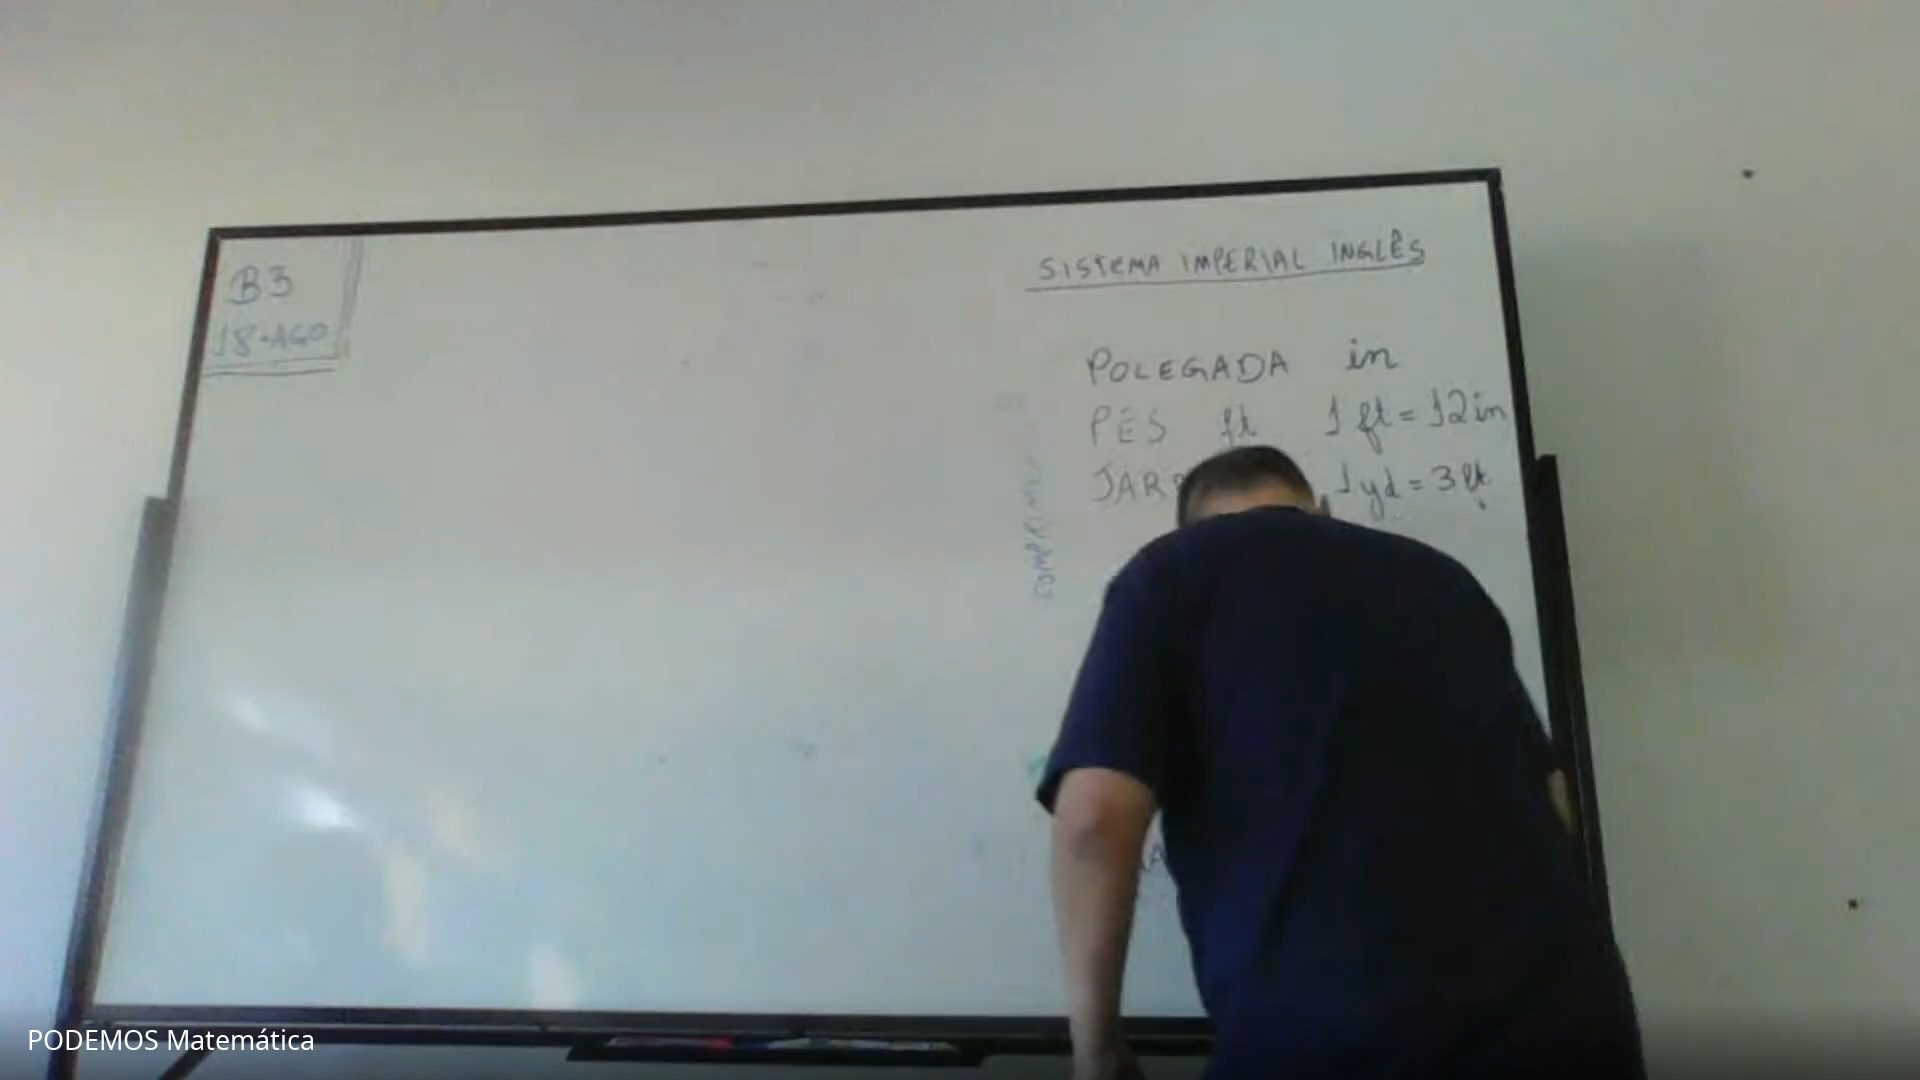 B3
18-AGO
SISTEMA IMPERIAL INGLÊS
POLEGADA in
PÉS ft 1 ft = 12 in
1 yd = 3 ft
PODEMOS Matemática